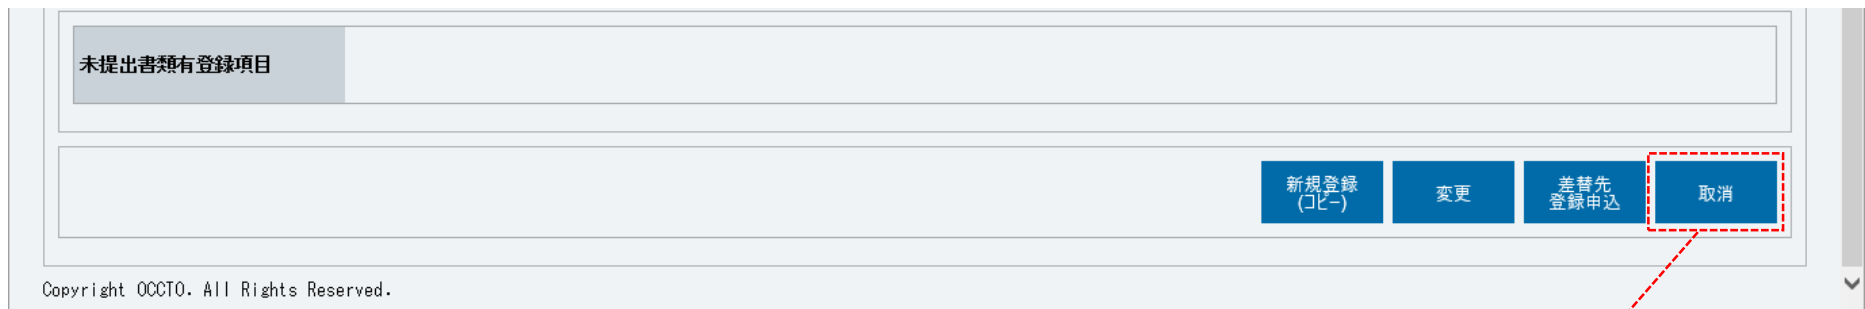 未提出書類有登録項目
新規登録
(コピー)
変更
差替先
登録申込
取消
Copyright OCCTO. All Rights Reserved.